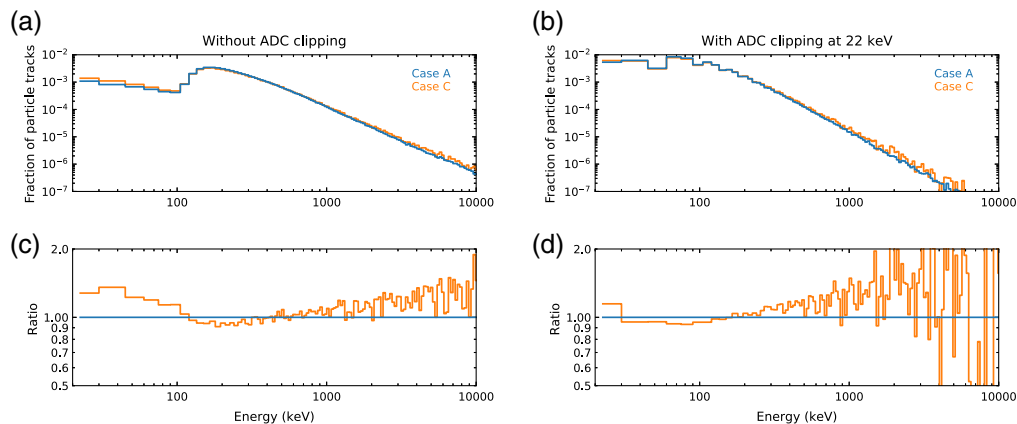 (a)
Without ADC clipping
Fraction of particle tracks
10⁻²
10⁻³
10⁻⁴
10⁻⁵
10⁻⁶
10⁻⁷
Case A
Case C
100
1000
10000
(b)
With ADC clipping at 22 keV
Fraction of particle tracks
10⁻²
10⁻³
10⁻⁴
10⁻⁵
10⁻⁶
10⁻⁷
Case A
Case C
100
1000
10000
(c)
Ratio
2.0
1.00
0.9
0.8
0.7
0.6
0.5
100
1000
10000
Energy (keV)
(d)
Ratio
2.0
1.00
0.9
0.8
0.7
0.6
0.5
100
1000
10000
Energy (keV)